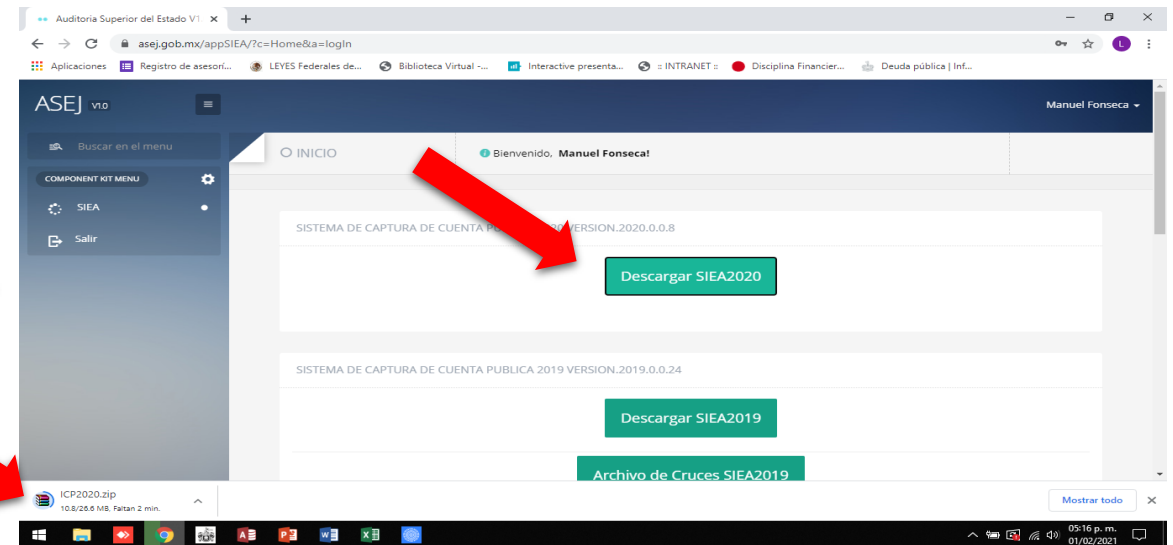 Auditoria Superior del Estado V1.
asej.gob.mx/appSIEA/?c=Home&a=logIn
L
Aplicaciones Registro de asesorí... LEYES Federales de... Biblioteca Virtual -... Interactive presenta... :: INTRANET :: Disciplina Financier... Deuda pública | Inf...
ASEJ V1.0
Manuel Fonseca
Buscar en el menu
INICIO
Bienvenido, Manuel Fonseca!
COMPONENT KIT MENU
SIEA
Salir
SISTEMA DE CAPTURA DE CUENTA VERSION.2020.0.0.8
Descargar SIEA2020
SISTEMA DE CAPTURA DE CUENTA PUBLICA 2019 VERSION.2019.0.0.24
Descargar SIEA2019
Archivo de Cruces SIEA2019
ICP2020.zip
10.8/26.6 MB, Faltan 2 min.
Mostrar todo
05:16 p. m.
01/02/2021